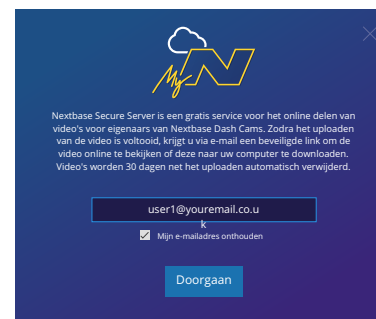 My N
Nextbase Secure Server is een gratis service voor het online delen van
video's voor eigenaars van Nextbase Dash Cams. Zodra het uploaden
van de video is voltooid, krijgt u via e-mail een beveiligde link om de
video online te bekijken of deze naar uw computer te downloaden.
Video's worden 30 dagen net het uploaden automatisch verwijderd.
user1@youremail.co.u
k
Mijn e-mailadres onthouden
Doorgaan